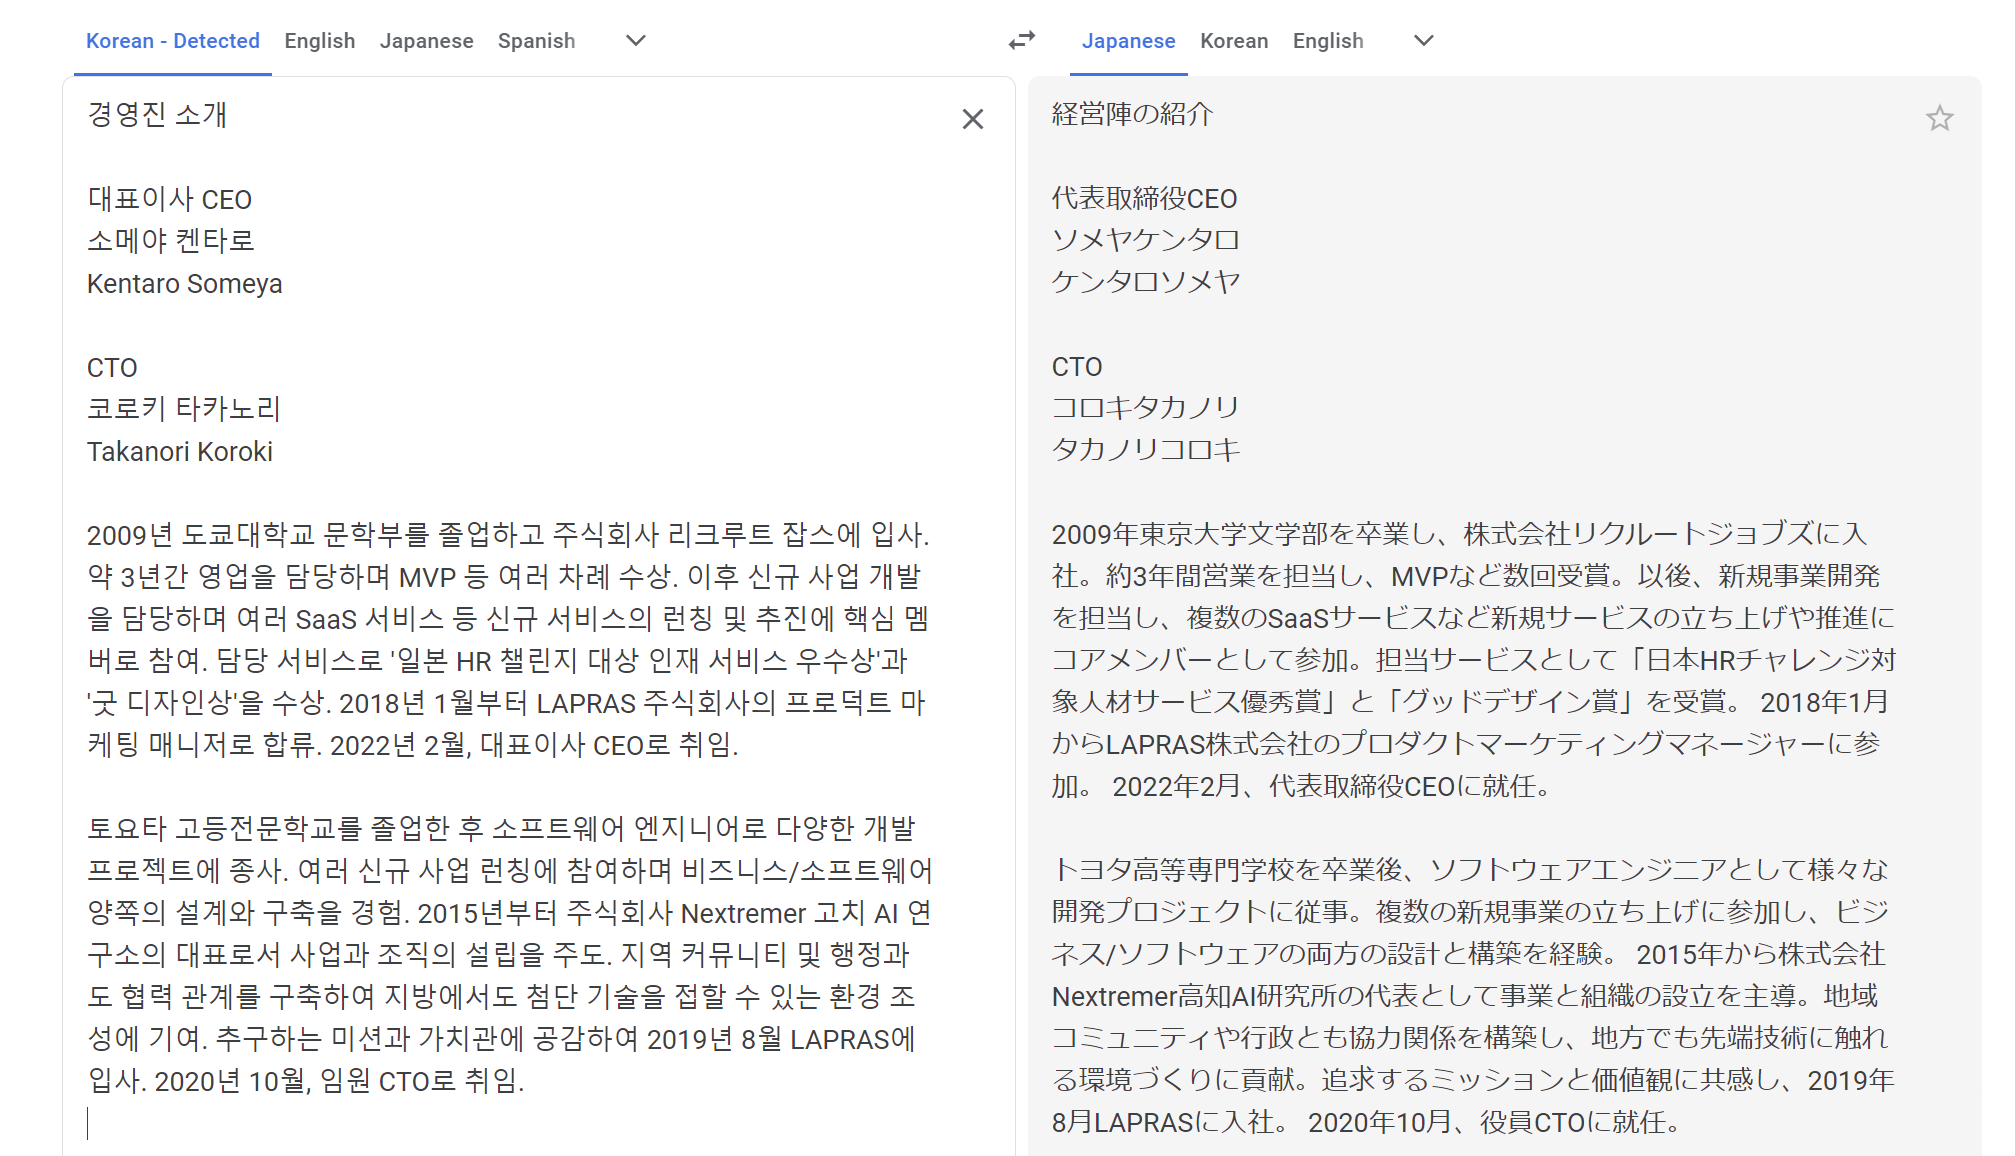 Korean - Detected English Japanese Spanish
Japanese Korean English
경영진 소개
대표이사 CEO
소메야 켄타로
Kentaro Someya
CTO
코로키 타카노리
Takanori Koroki
2009년 도쿄대학교 문학부를 졸업하고 주식회사 리크루트 잡스에 입사.
약 3년간 영업을 담당하며 MVP 등 여러 차례 수상. 이후 신규 사업 개발
을 담당하며 여러 SaaS 서비스 등 신규 서비스의 런칭 및 추진에 핵심 멤
버로 참여. 담당 서비스로 '일본 HR 챌린지 대상 인재 서비스 우수상'과
'굿 디자인상'을 수상. 2018년 1월부터 LAPRAS 주식회사의 프로덕트 마
케팅 매니저로 합류. 2022년 2월, 대표이사 CEO로 취임.
토요타 고등전문학교를 졸업한 후 소프트웨어 엔지니어로 다양한 개발
프로젝트에 종사. 여러 신규 사업 런칭에 참여하며 비즈니스/소프트웨어
양쪽의 설계와 구축을 경험. 2015년부터 주식회사 Nextremer 고치 AI 연
구소의 대표로서 사업과 조직의 설립을 주도. 지역 커뮤니티 및 행정과
도 협력 관계를 구축하여 지방에서도 첨단 기술을 접할 수 있는 환경 조
성에 기여. 추구하는 미션과 가치관에 공감하여 2019년 8월 LAPRAS에
입사. 2020년 10월, 임원 CTO로 취임.
経営陣の紹介
代表取締役CEO
ソメヤケンタロ
ケンタロソメヤ
CTO
コロキタカノリ
タカノリコロキ
2009年東京大学文学部を卒業し、株式会社リクルートジョブズに入
社。約3年間営業を担当し、MVPなど数回受賞。以後、新規事業開発
を担当し、複数のSaaSサービスなど新規サービスの立ち上げや推進に
コアメンバーとして参加。担当サービスとして「日本HRチャレンジ対
象人材サービス優秀賞」と「グッドデザイン賞」を受賞。 2018年1月
からLAPRAS株式会社のプロダクトマーケティングマネージャーに参
加。 2022年2月、代表取締役CEOに就任。
トヨタ高等専門学校を卒業後、ソフトウェアエンジニアとして様々な
開発プロジェクトに従事。複数の新規事業の立ち上げに参加し、ビジ
ネス/ソフトウェアの両方の設計と構築を経験。 2015年から株式会社
Nextremer高知AI研究所の代表として事業と組織の設立を主導。地域
コミュニティや行政とも協力関係を構築し、地方でも先端技術に触れ
る環境づくりに貢献。追求するミッションと価値観に共感し、2019年
8月LAPRASに入社。 2020年10月、役員CTOに就任。